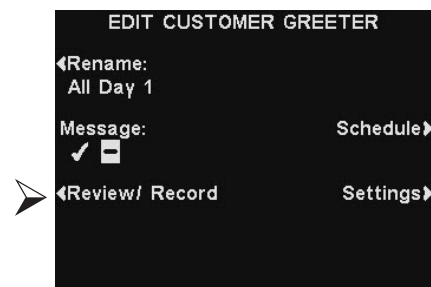 EDIT CUSTOMER GREETER
Rename:
All Day 1
Message: Schedule
Review/ Record Settings